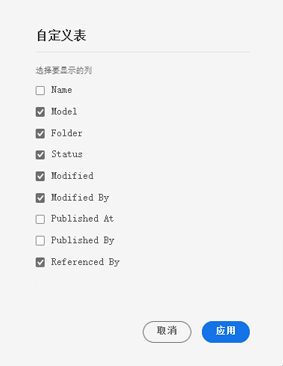 自定义表
选择要显示的列
Name
Model
Folder
Status
Modified
Modified By
Published At
Published By
Referenced By
取消 应用